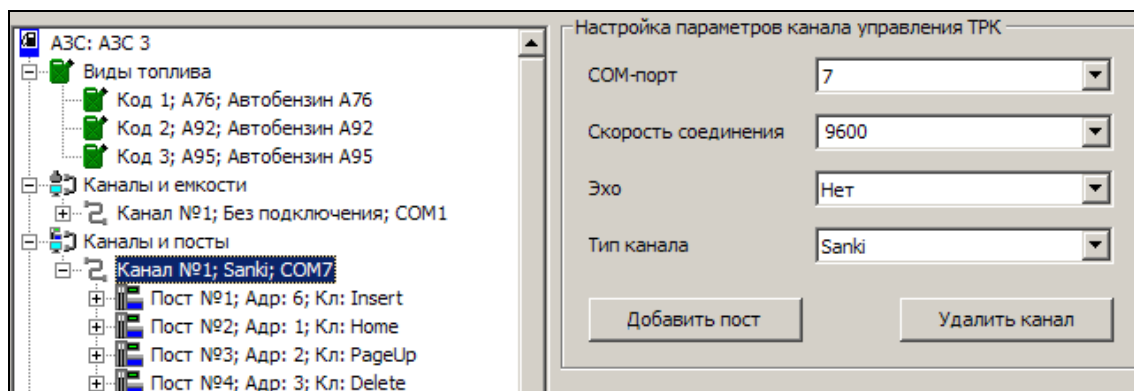 АЗС: АЗС 3
Виды топлива
Код 1; А76; Автобензин А76
Код 2; А92; Автобензин А92
Код 3; А95; Автобензин А95
Каналы и емкости
Канал №1; Без подключения; COM1
Каналы и посты
Канал №1; Sanki; COM7
Пост №1; Адр: 6; Кл: Insert
Пост №2; Адр: 1; Кл: Home
Пост №3; Адр: 2; Кл: PageUp
Пост №4; Адр: 3; Кл: Delete
Настройка параметров канала управления ТРК
COM-порт 7
Скорость соединения 9600
Эхо Нет
Тип канала Sanki
Добавить пост Удалить канал